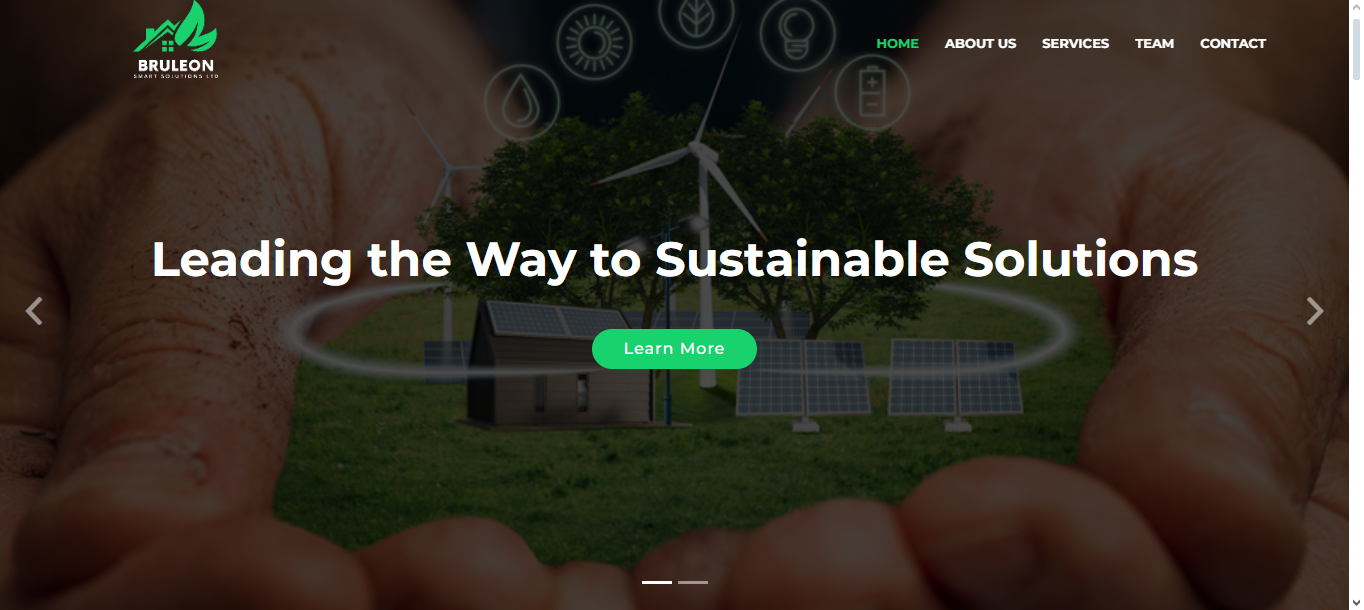 BRULEON
SMART SOLUTIONS LTD
HOME
ABOUT US
SERVICES
TEAM
CONTACT
Leading the Way to Sustainable Solutions
Learn More